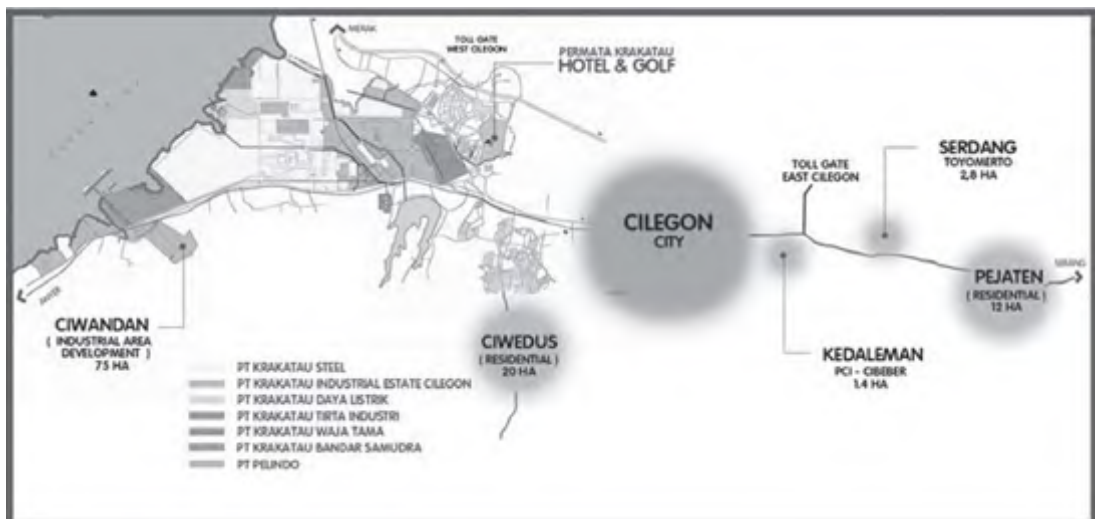 MERAK
TOLL GATE
WEST CILEGON
PERMATA KRAKATAU
HOTEL & GOLF
SERDANG
TOYOMERTO
2,8 HA
TOLL GATE
EAST CILEGON
CILEGON
CITY
SERANG
PEJATEN
( RESIDENTIAL )
12 HA
ANYER
CIWANDAN
( INDUSTRIAL AREA
DEVELOPMENT )
75 HA
CIWEDUS
( RESIDENTIAL )
20 HA
KEDALEMAN
PCI - CIBEBER
1.4 HA
PT KRAKATAU STEEL
PT KRAKATAU INDUSTRIAL ESTATE CILEGON
PT KRAKATAU DAYA LISTRIK
PT KRAKATAU TIRTA INDUSTRI
PT KRAKATAU WAJA TAMA
PT KRAKATAU BANDAR SAMUDRA
PT PELINDO